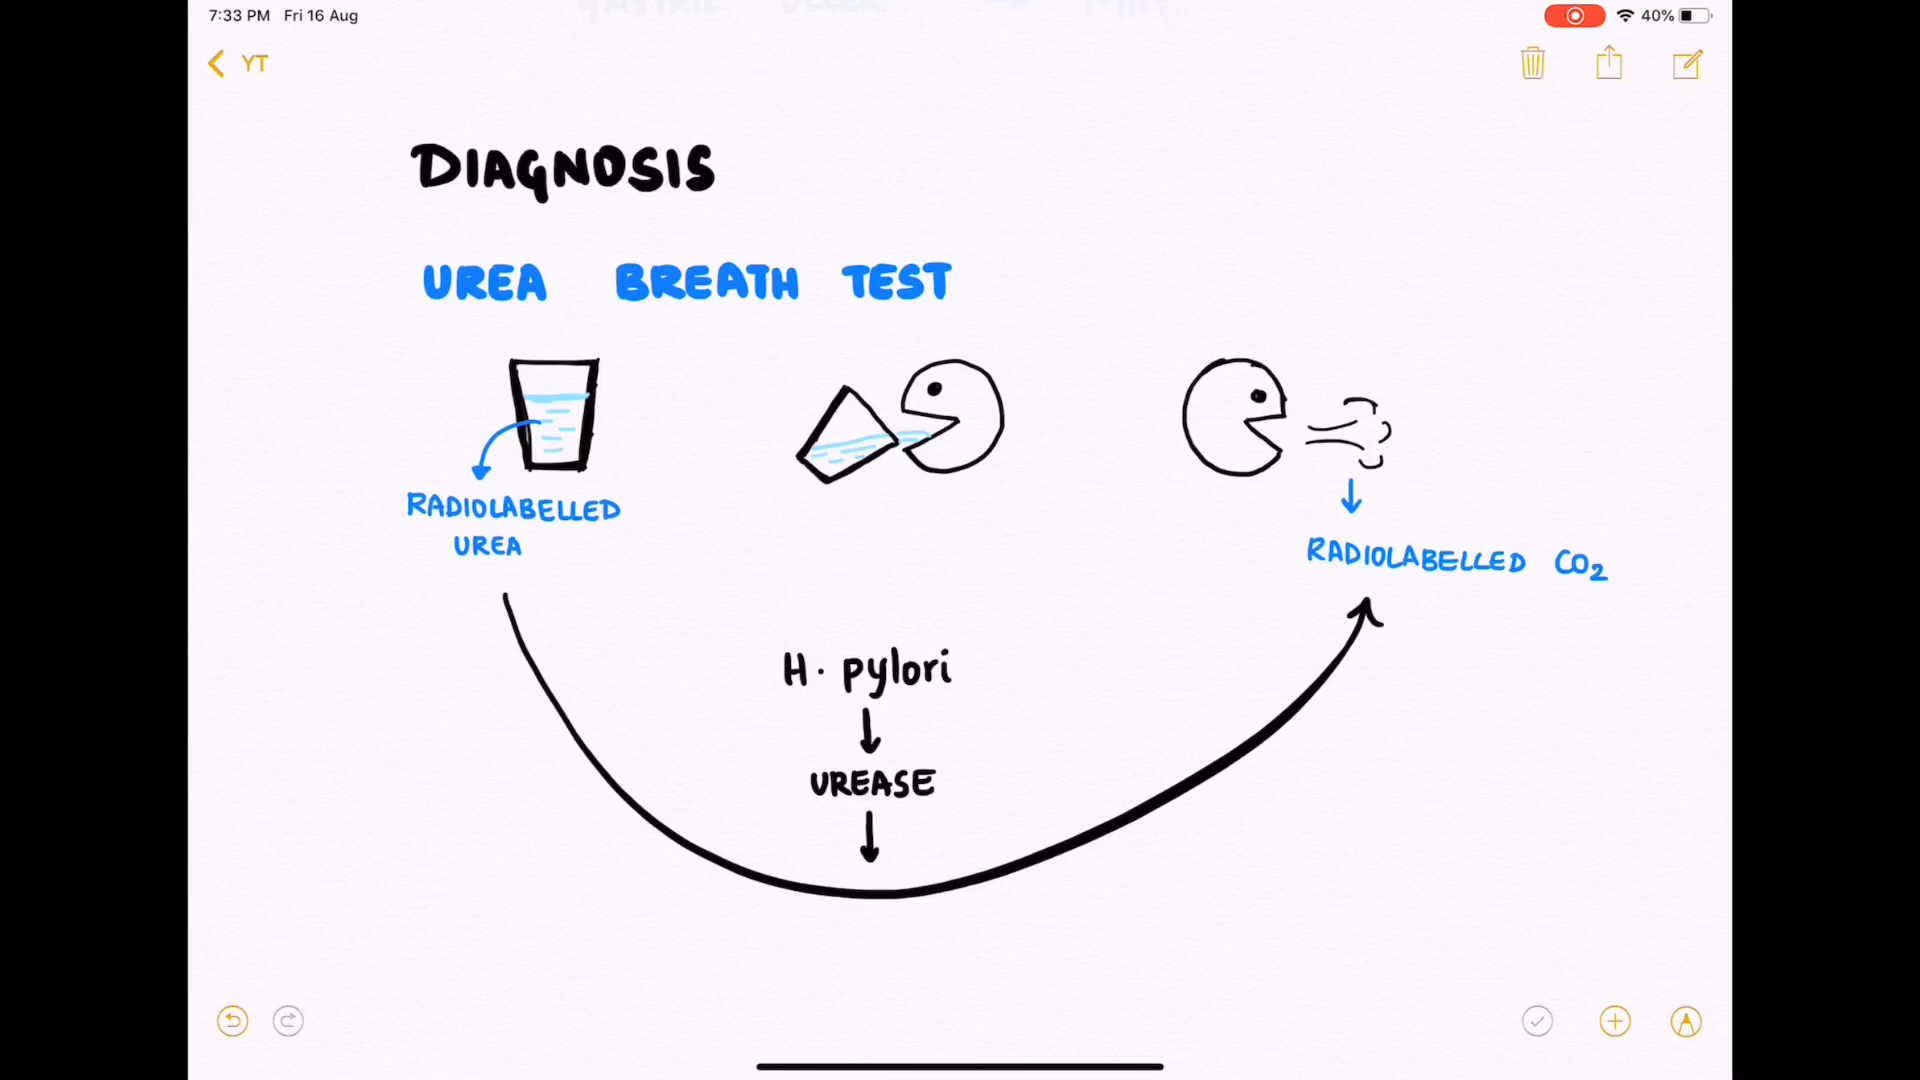 7:33 PM Fri 16 Aug
40%
YT
DIAGNOSIS
UREA BREATH TEST
RADIOLABELLED
UREA
RADIOLABELLED CO₂
H. pylori
UREASE